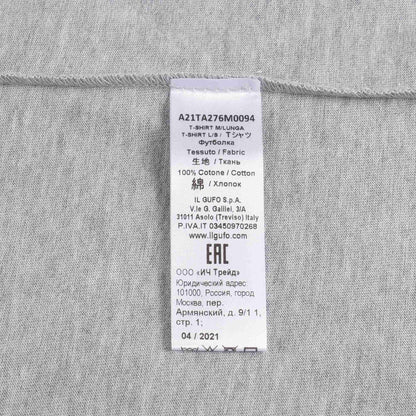 A21TA276M0094
T-SHIRT M/LUNGA
T-SHIRT L/S / Tシャツ
Футболка
Tessuto / Fabric
生地 / Ткань
100% Cotone / Cotton
綿 / Хлопок
IL GUFO S.p.A.
V.le G. Galilei, 3/A
31011 Asolo (Treviso) Italy
P.IVA.IT 03450970268
www.ilgufo.com
EAC
ООО «ИЧ Трейд»
Юридический адрес:
101000, Россия, город
Москва, пер.
Армянский, д. 9/1 1,
стр. 1;
04 / 2021